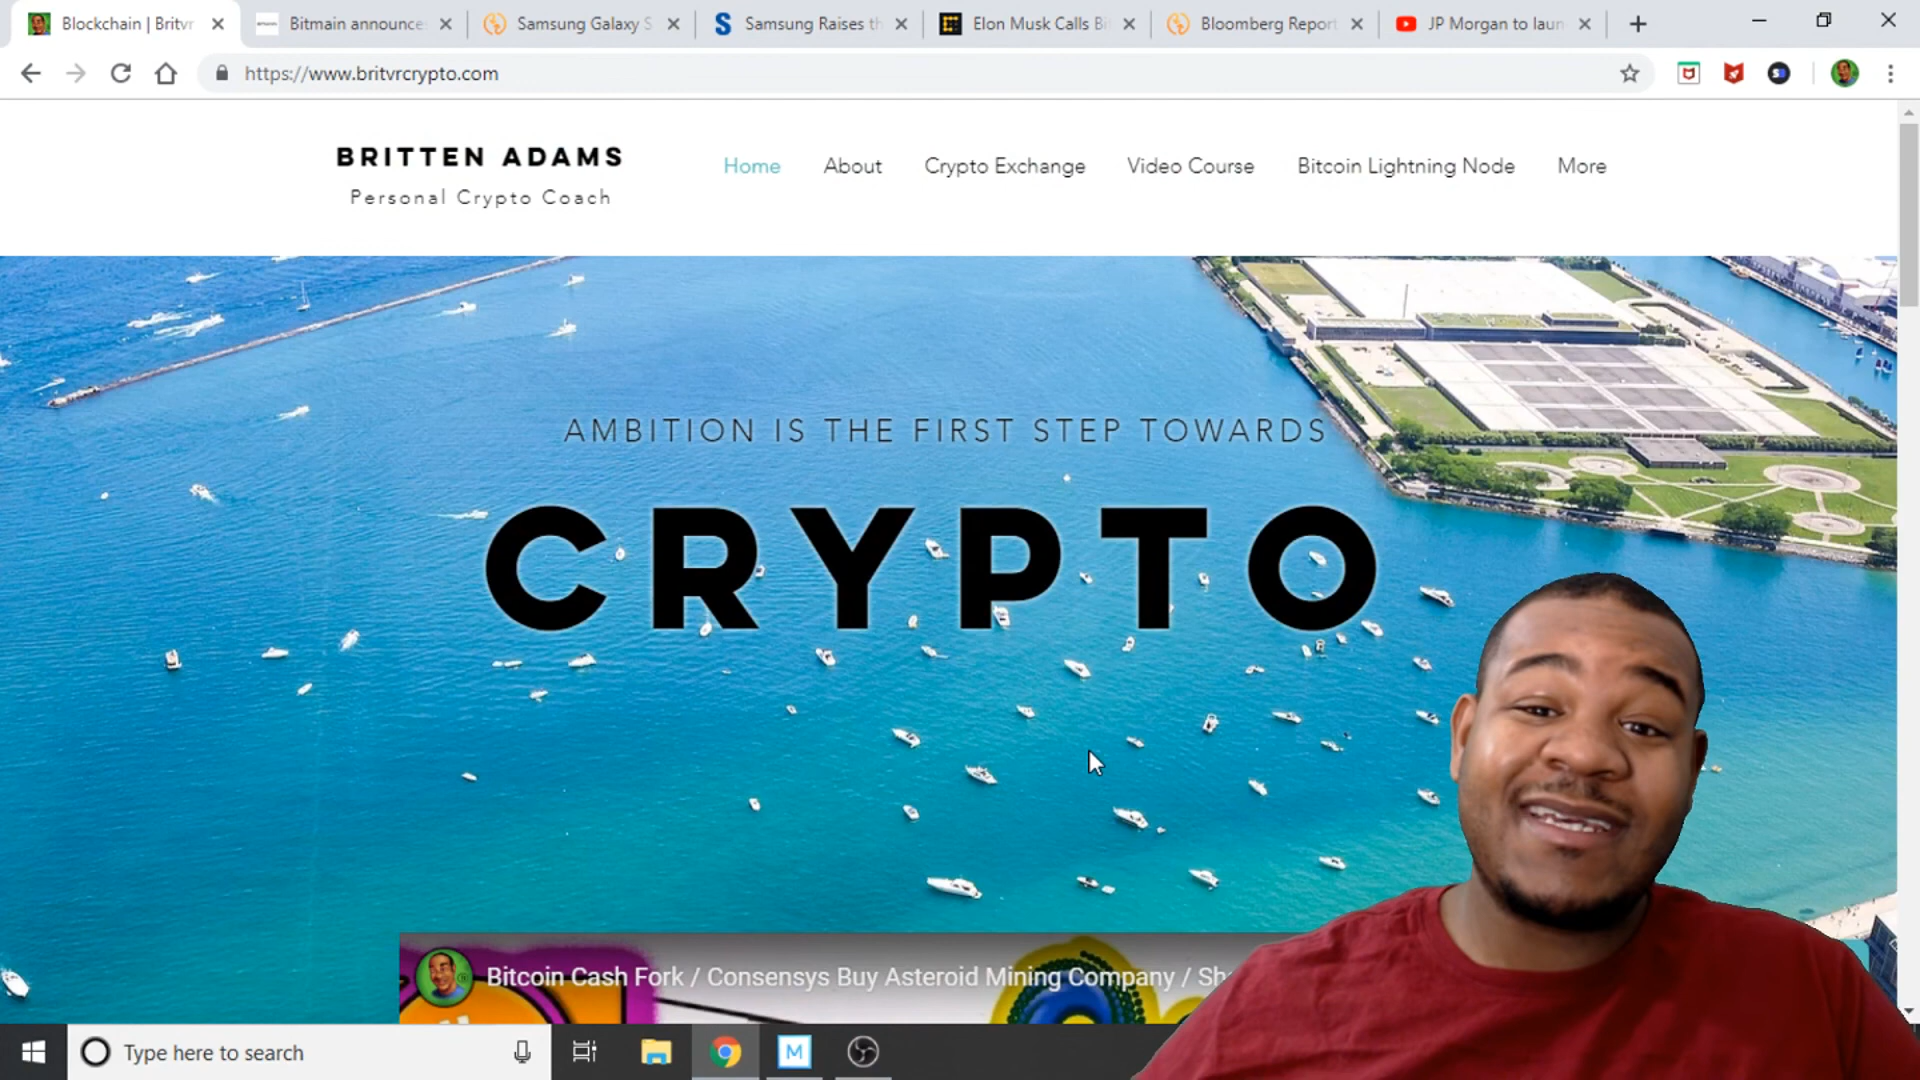 Blockchain | Britvr
Bitmain announce
Samsung Galaxy S
Samsung Raises th
Elon Musk Calls Bi
Bloomberg Report
JP Morgan to laun
https://www.britvrcrypto.com
BRITTEN ADAMS
Personal Crypto Coach
Home
About
Crypto Exchange
Video Course
Bitcoin Lightning Node
More
AMBITION IS THE FIRST STEP TOWARDS
CRYPTO
Bitcoin Cash Fork / Consensys Buy Asteroid Mining Company / Sh
Type here to search
M